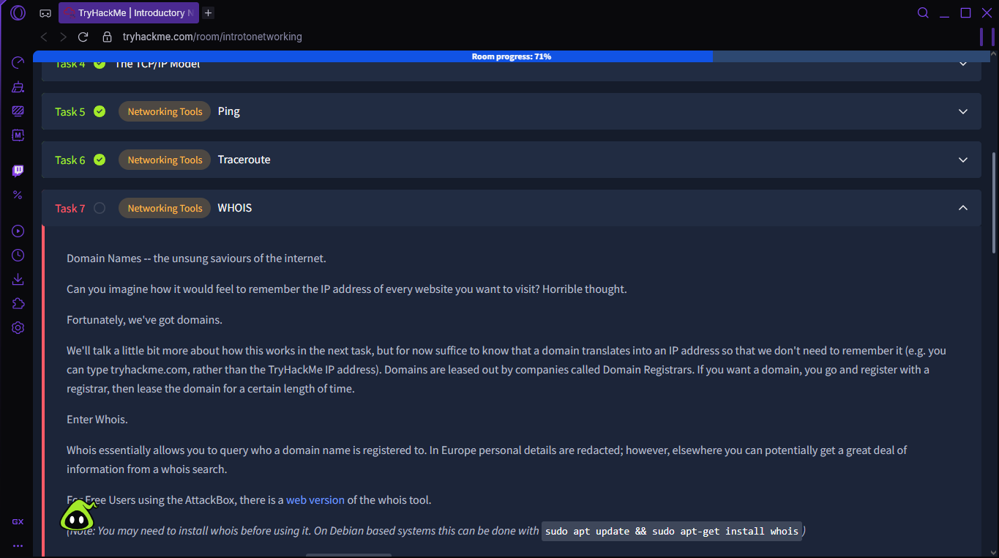 TryHackMe | Introductory N
tryhackme.com/room/introtonetworking
Room progress: 71%
Task 4 The TCP/IP Model
Task 5 Networking Tools Ping
Task 6 Networking Tools Traceroute
Task 7 Networking Tools WHOIS
Domain Names -- the unsung saviours of the internet.
Can you imagine how it would feel to remember the IP address of every website you want to visit? Horrible thought.
Fortunately, we've got domains.
We'll talk a little bit more about how this works in the next task, but for now suffice to know that a domain translates into an IP address so that we don't need to remember it (e.g. you
can type tryhackme.com, rather than the TryHackMe IP address). Domains are leased out by companies called Domain Registrars. If you want a domain, you go and register with a
registrar, then lease the domain for a certain length of time.
Enter Whois.
Whois essentially allows you to query who a domain name is registered to. In Europe personal details are redacted; however, elsewhere you can potentially get a great deal of
information from a whois search.
For Free Users using the AttackBox, there is a web version of the whois tool.
(Note: You may need to install whois before using it. On Debian based systems this can be done with sudo apt update && sudo apt-get install whois)
M
GX